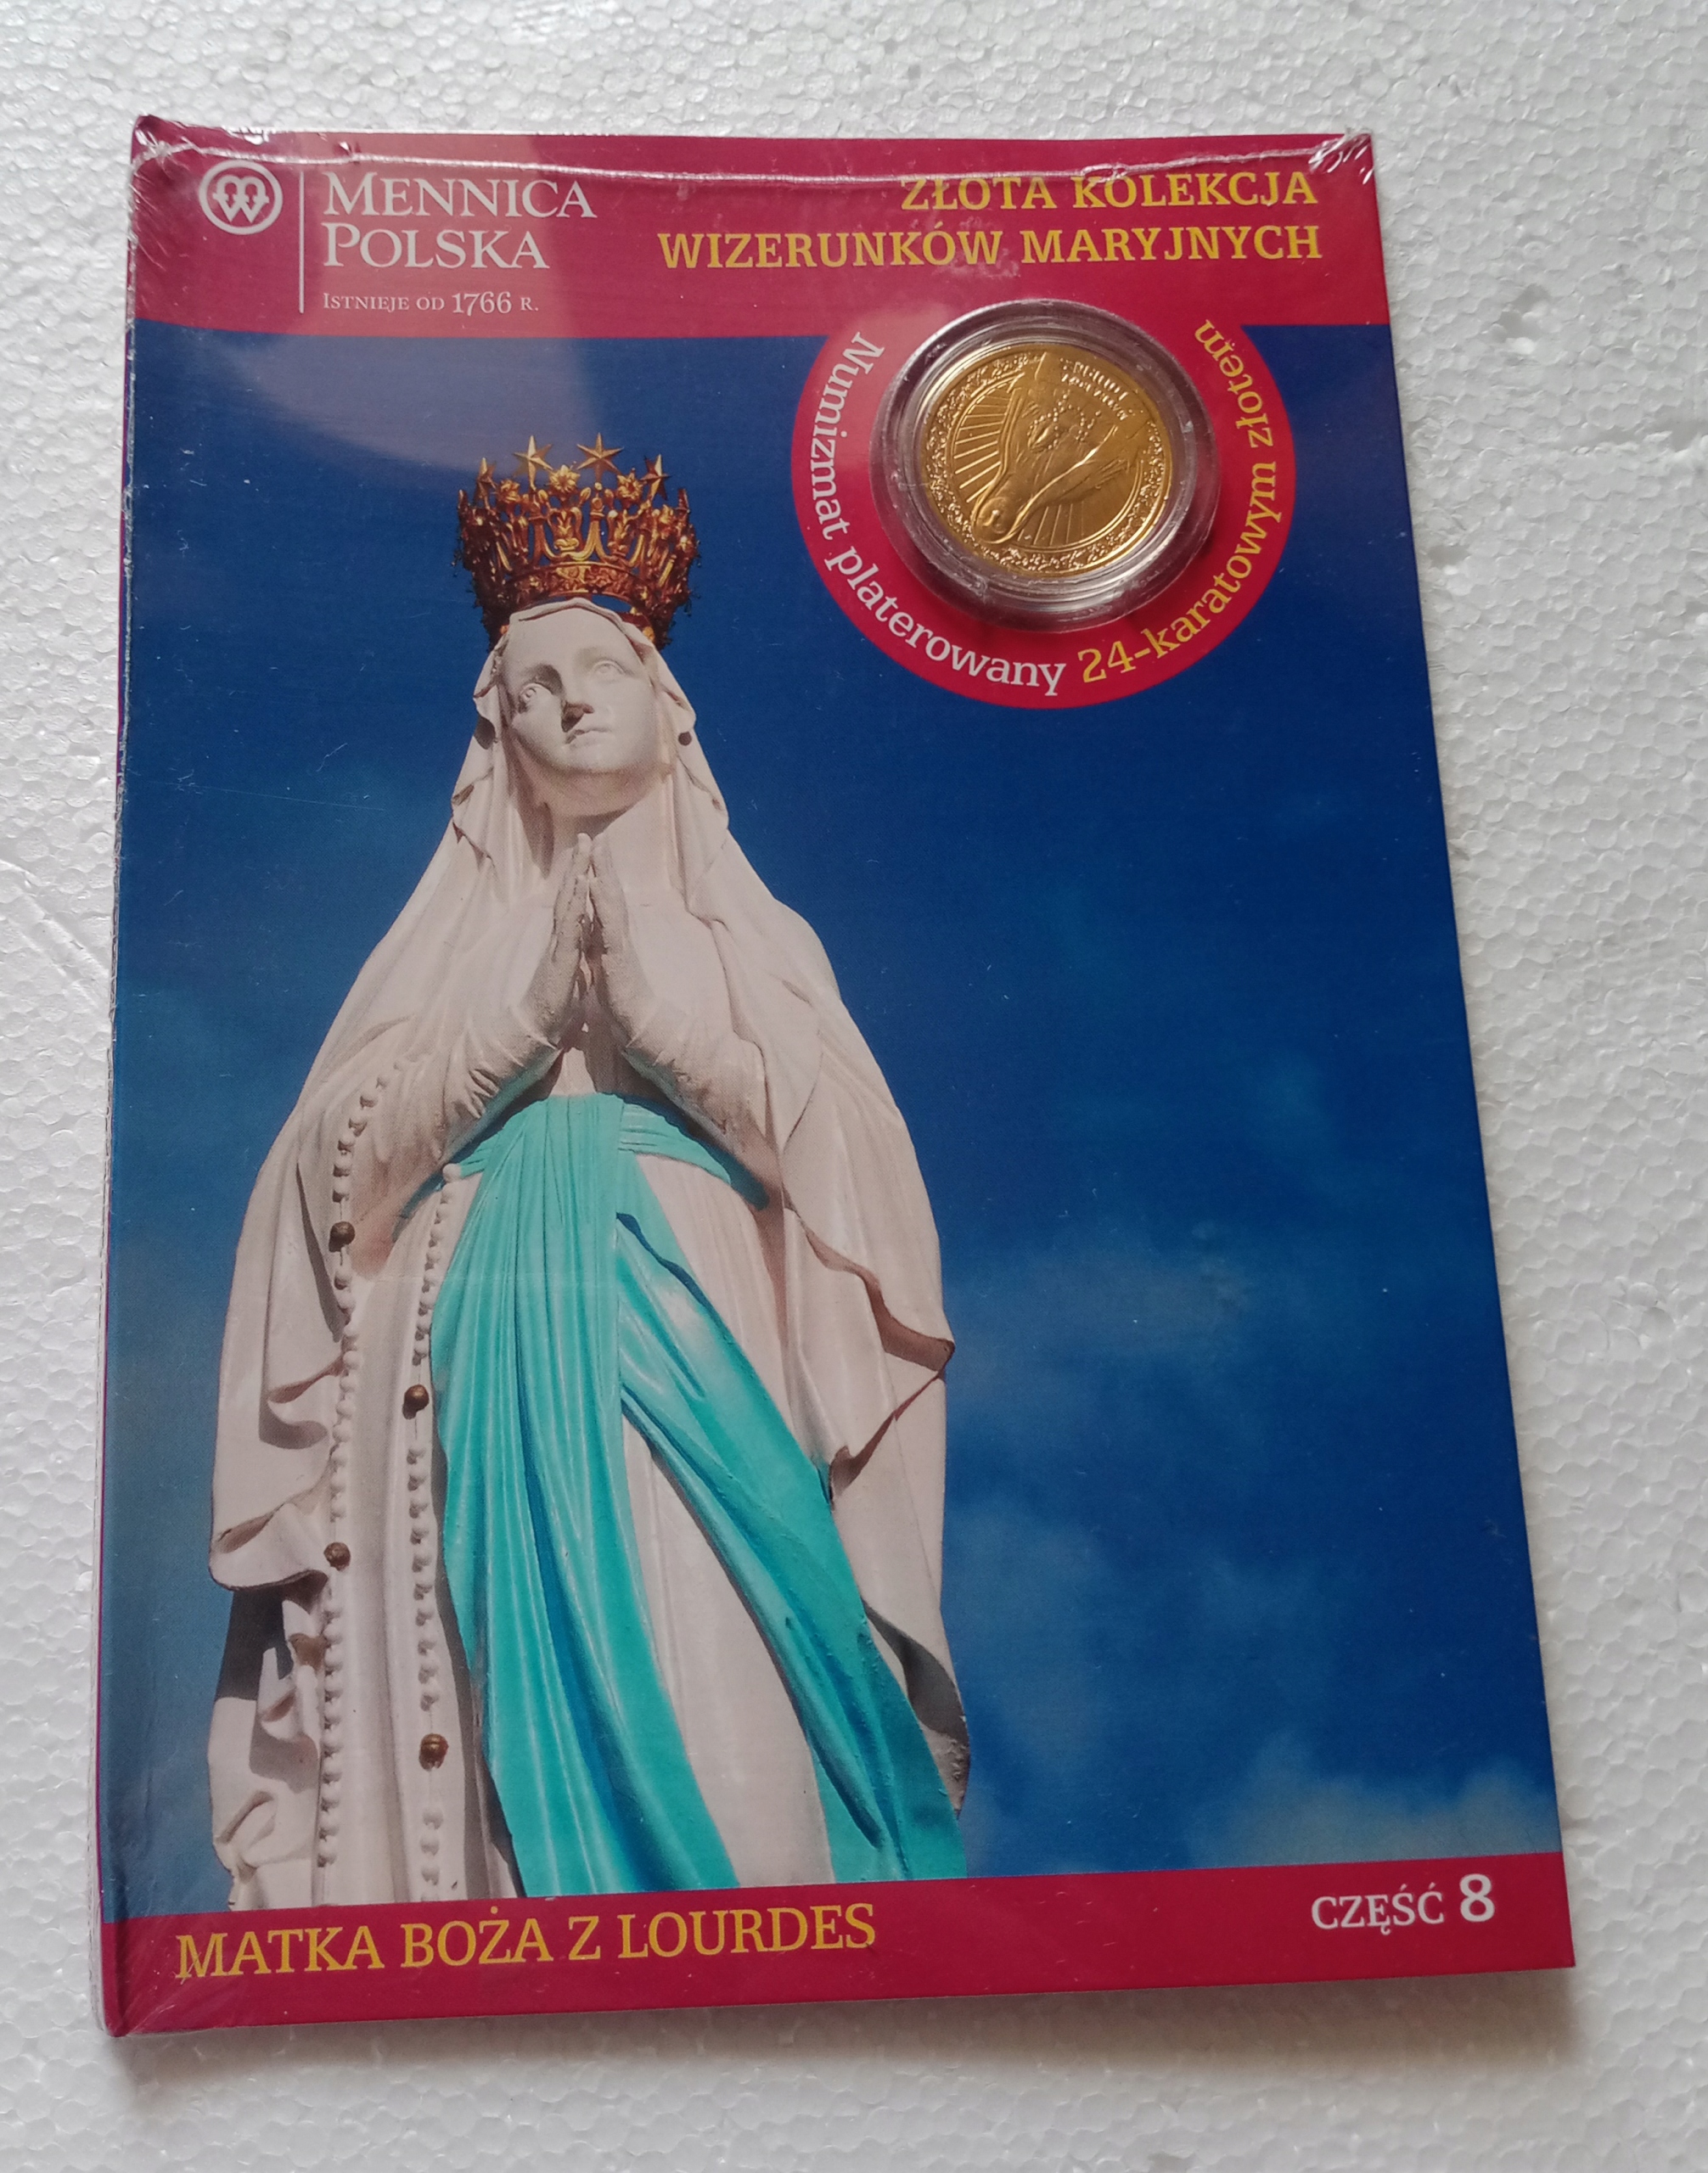 MENNICA
POLSKA
ISTNIEJE OD 1766 R.
ZŁOTA KOLEKCJA
WIZERUNKÓW MARYJNYCH
Numizmat platerowany 24-karatowym złotem
MATKA BOŻA Z LOURDES
CZĘŚĆ 8